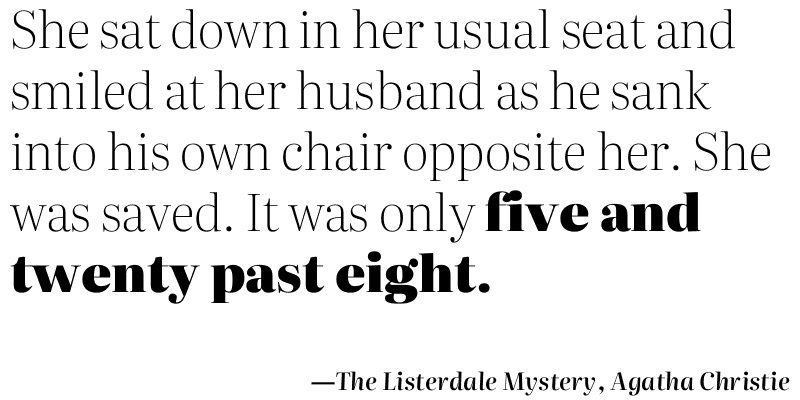 She sat down in her usual seat and
smiled at her husband as he sank
into his own chair opposite her. She
was saved. It was only five and
twenty past eight.
—The Listerdale Mystery, Agatha Christie